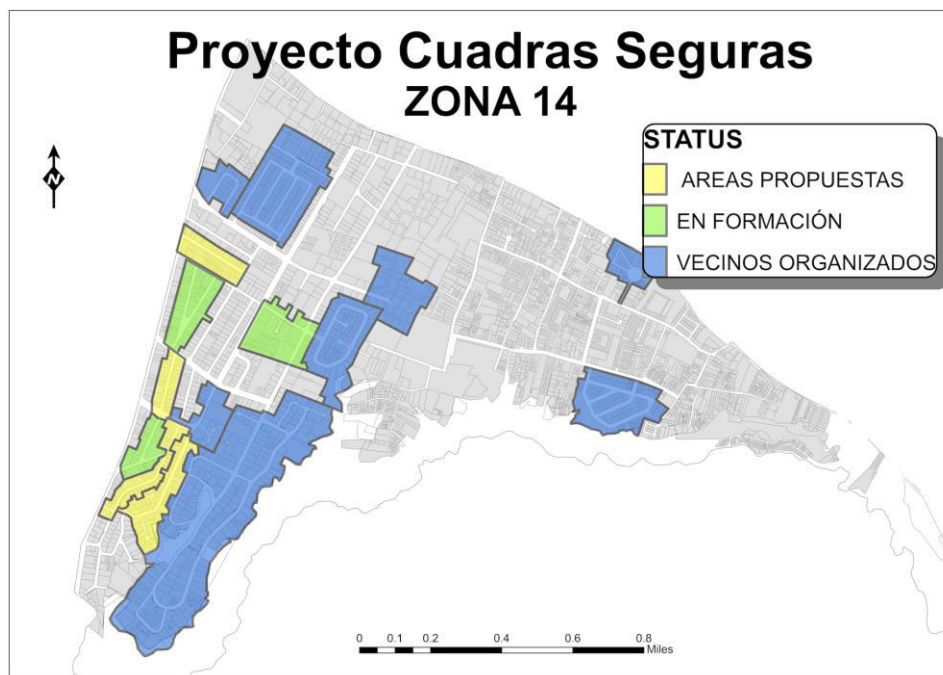 Proyecto Cuadras Seguras
ZONA 14
N
STATUS
AREAS PROPUESTAS
EN FORMACIÓN
VECINOS ORGANIZADOS
0 0.1 0.2 0.4 0.6 0.8
Miles